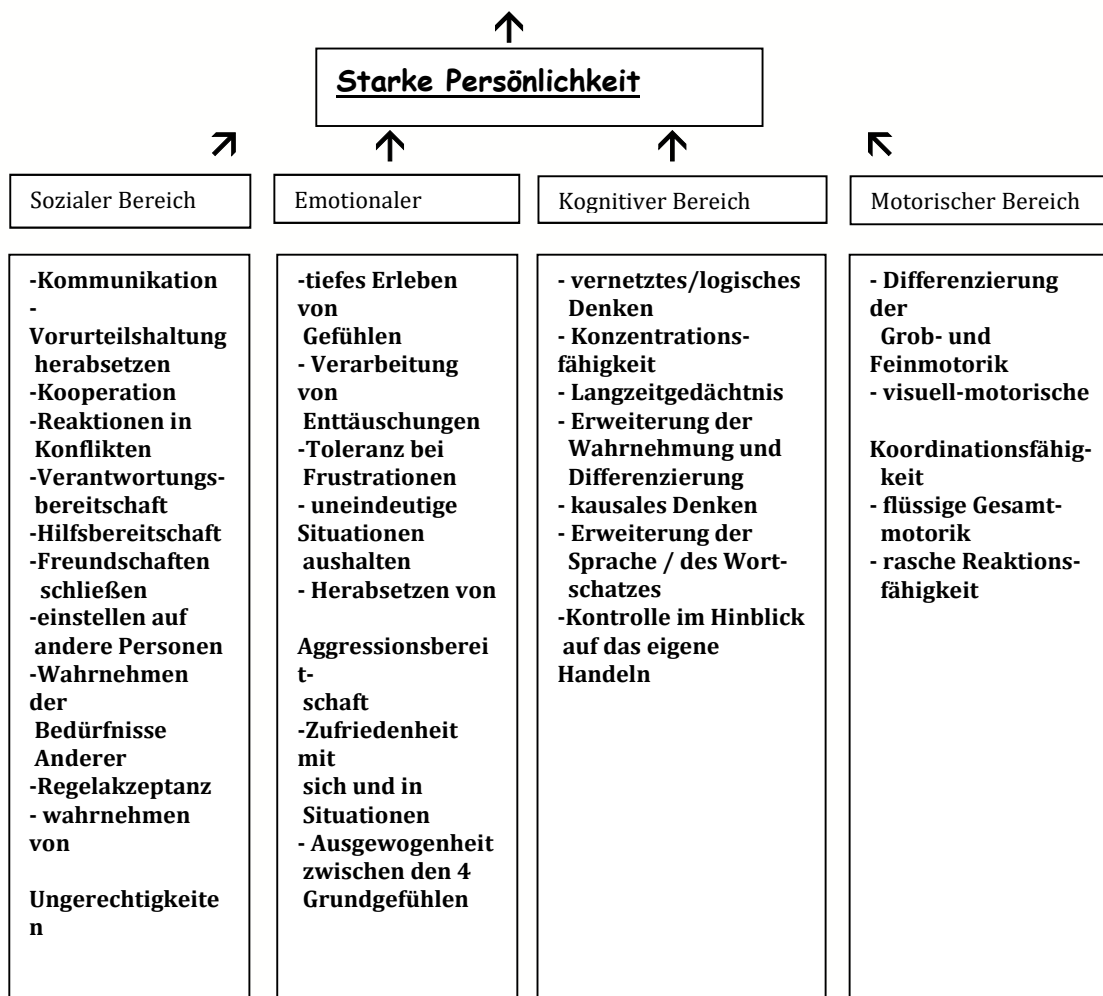 Starke Persönlichkeit
Sozialer Bereich
Emotionaler
Kognitiver Bereich
Motorischer Bereich
-Kommunikation
-
Vorurteilshaltung
herabsetzen
-Kooperation
-Reaktionen in
Konflikten
-Verantwortungs-
bereitschaft
-Hilfsbereitschaft
-Freundschaften
schließen
-einstellen auf
andere Personen
-Wahrnehmen
der
Bedürfnisse
Anderer
-Regelakzeptanz
- wahrnehmen
von
Ungerechtigkeite
n
-tiefes Erleben
von
Gefühlen
- Verarbeitung
von
Enttäuschungen
-Toleranz bei
Frustrationen
- uneindeutige
Situationen
aushalten
- Herabsetzen von
Aggressionsberei
t-
schaft
-Zufriedenheit
mit
sich und in
Situationen
- Ausgewogenheit
zwischen den 4
Grundgefühlen
- vernetztes/logisches
Denken
- Konzentrations-
fähigkeit
- Langzeitgedächtnis
- Erweiterung der
Wahrnehmung und
Differenzierung
- kausales Denken
- Erweiterung der
Sprache / des Wort-
schatzes
-Kontrolle im Hinblick
auf das eigene
Handeln
- Differenzierung
der
Grob- und
Feinmotorik
- visuell-motorische
Koordinationsfähig-
keit
- flüssige Gesamt-
motorik
- rasche Reaktions-
fähigkeit